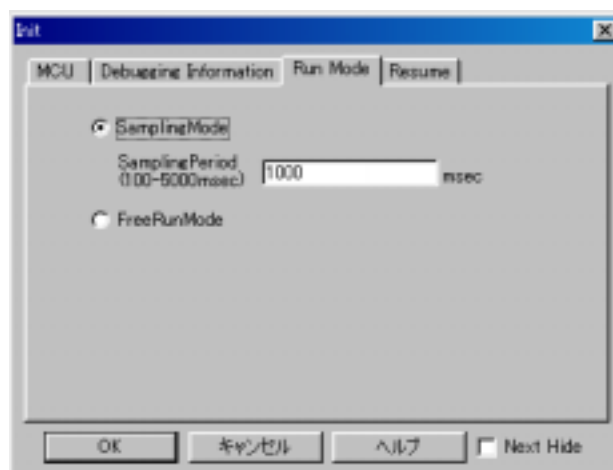 Init
MCU Debugging Information Run Mode Resume
SamplingMode
SamplingPeriod
(100-5000msec) 1000 msec
FreeRunMode
OK キャンセル ヘルプ Next Hide